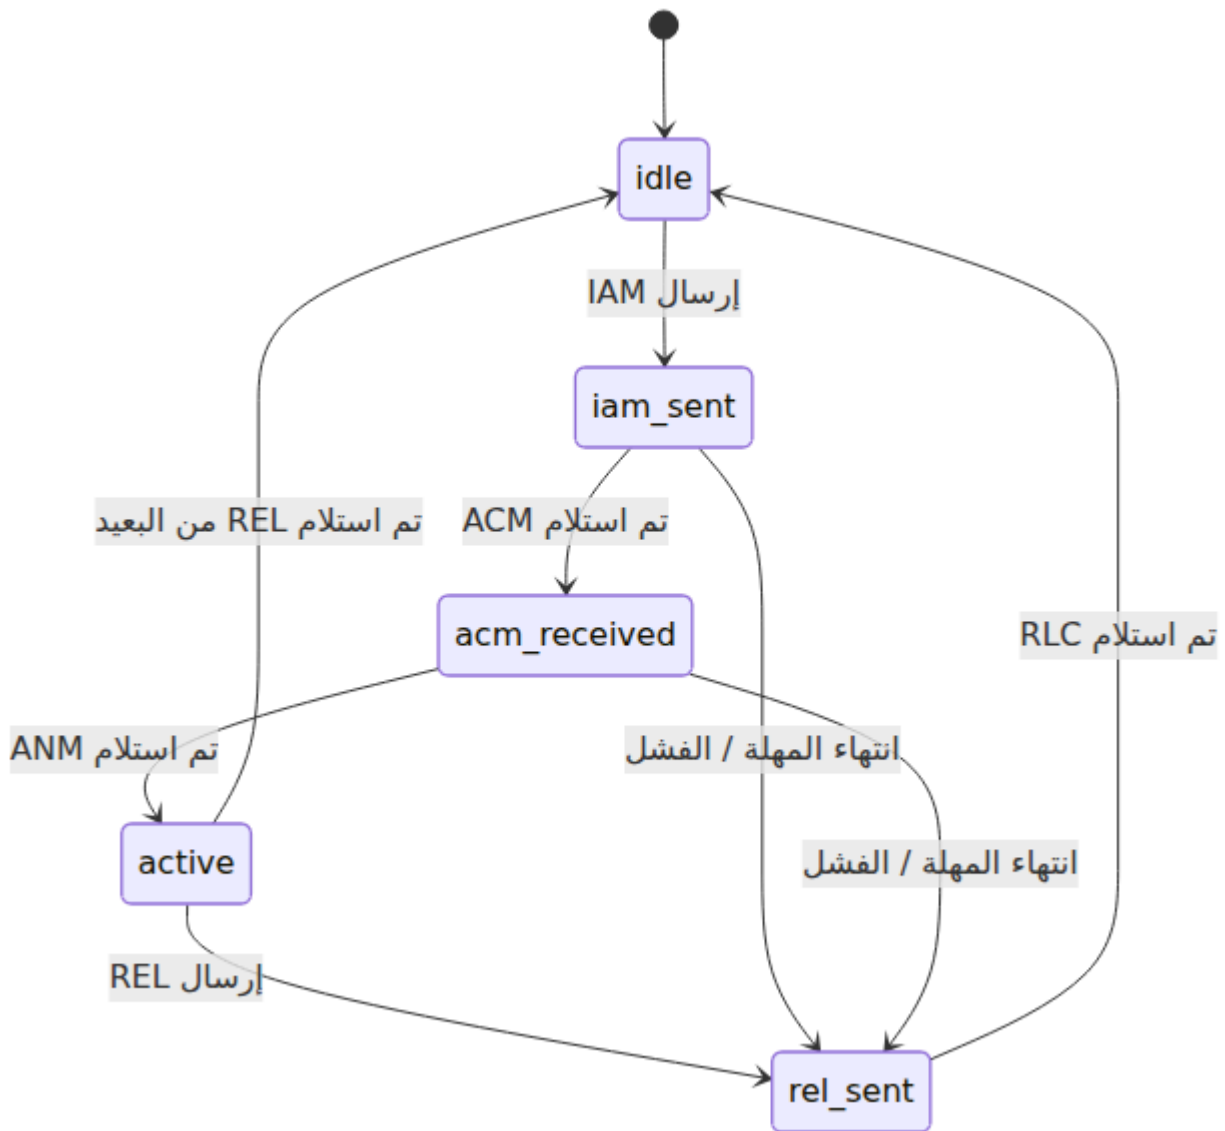 idle
إرسال IAM
iam_sent
تم استلام REL من البعيد
تم استلام ACM
acm_received
تم استلام RLC
تم استلام ANM
انتهاء المهلة / الفشل
active
انتهاء المهلة / الفشل
إرسال REL
rel_sent